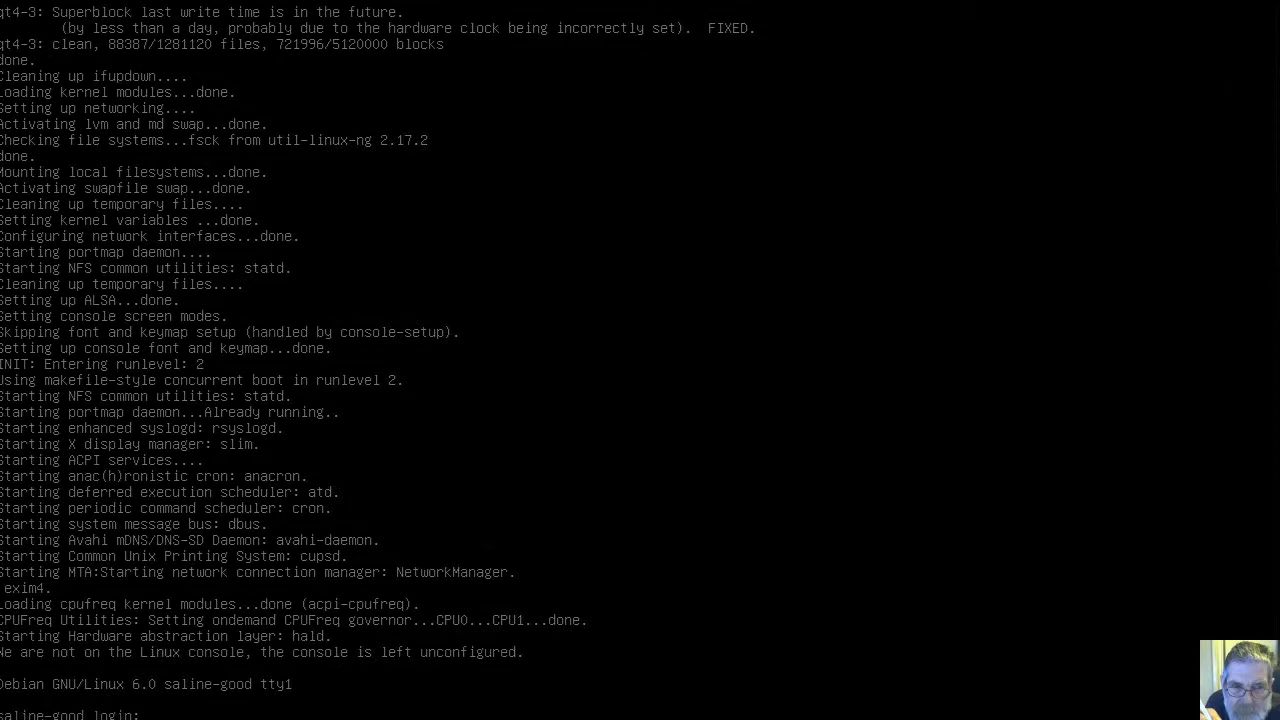 qt4-3: Superblock last write time is in the future.
(by less than a day, probably due to the hardware clock being incorrectly set).  FIXED.
qt4-3: clean, 88387/1281120 files, 721996/5120000 blocks
done.
Cleaning up ifupdown....
Loading kernel modules...done.
Setting up networking....
Activating lvm and md swap...done.
Checking file systems...fsck from util-linux-ng 2.17.2
done.
Mounting local filesystems...done.
Activating swapfile swap...done.
Cleaning up temporary files....
Setting kernel variables ...done.
Configuring network interfaces...done.
Starting portmap daemon....
Starting NFS common utilities: statd.
Cleaning up temporary files....
Setting up ALSA...done.
Setting console screen modes.
Skipping font and keymap setup (handled by console-setup).
Setting up console font and keymap...done.
INIT: Entering runlevel: 2
Using makefile-style concurrent boot in runlevel 2.
Starting NFS common utilities: statd.
Starting portmap daemon...Already running..
Starting enhanced syslogd: rsyslogd.
Starting X display manager: slim.
Starting ACPI services....
Starting anac(h)ronistic cron: anacron.
Starting deferred execution scheduler: atd.
Starting periodic command scheduler: cron.
Starting system message bus: dbus.
Starting Avahi mDNS/DNS-SD Daemon: avahi-daemon.
Starting Common Unix Printing System: cupsd.
Starting MTA:Starting network connection manager: NetworkManager.
exim4.
Loading cpufreq kernel modules...done (acpi-cpufreq).
CPUFreq Utilities: Setting ondemand CPUFreq governor...CPU0...CPU1...done.
Starting Hardware abstraction layer: hald.
We are not on the Linux console, the console is left unconfigured.
Debian GNU/Linux 6.0 saline-good tty1
saline-good login: